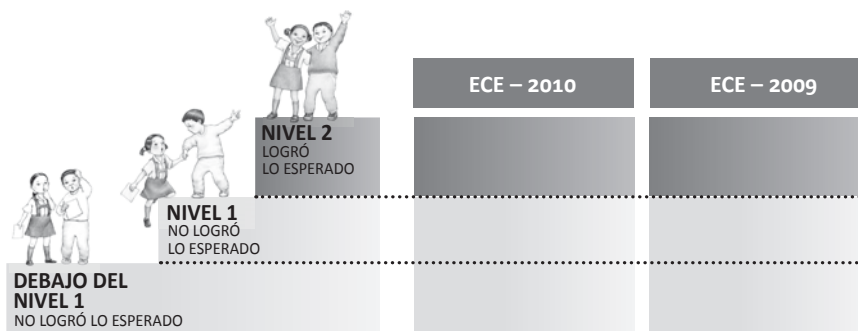 ECE – 2010
ECE – 2009
NIVEL 2
LOGRÓ
LO ESPERADO
NIVEL 1
NO LOGRÓ
LO ESPERADO
DEBAJO DEL
NIVEL 1
NO LOGRÓ LO ESPERADO